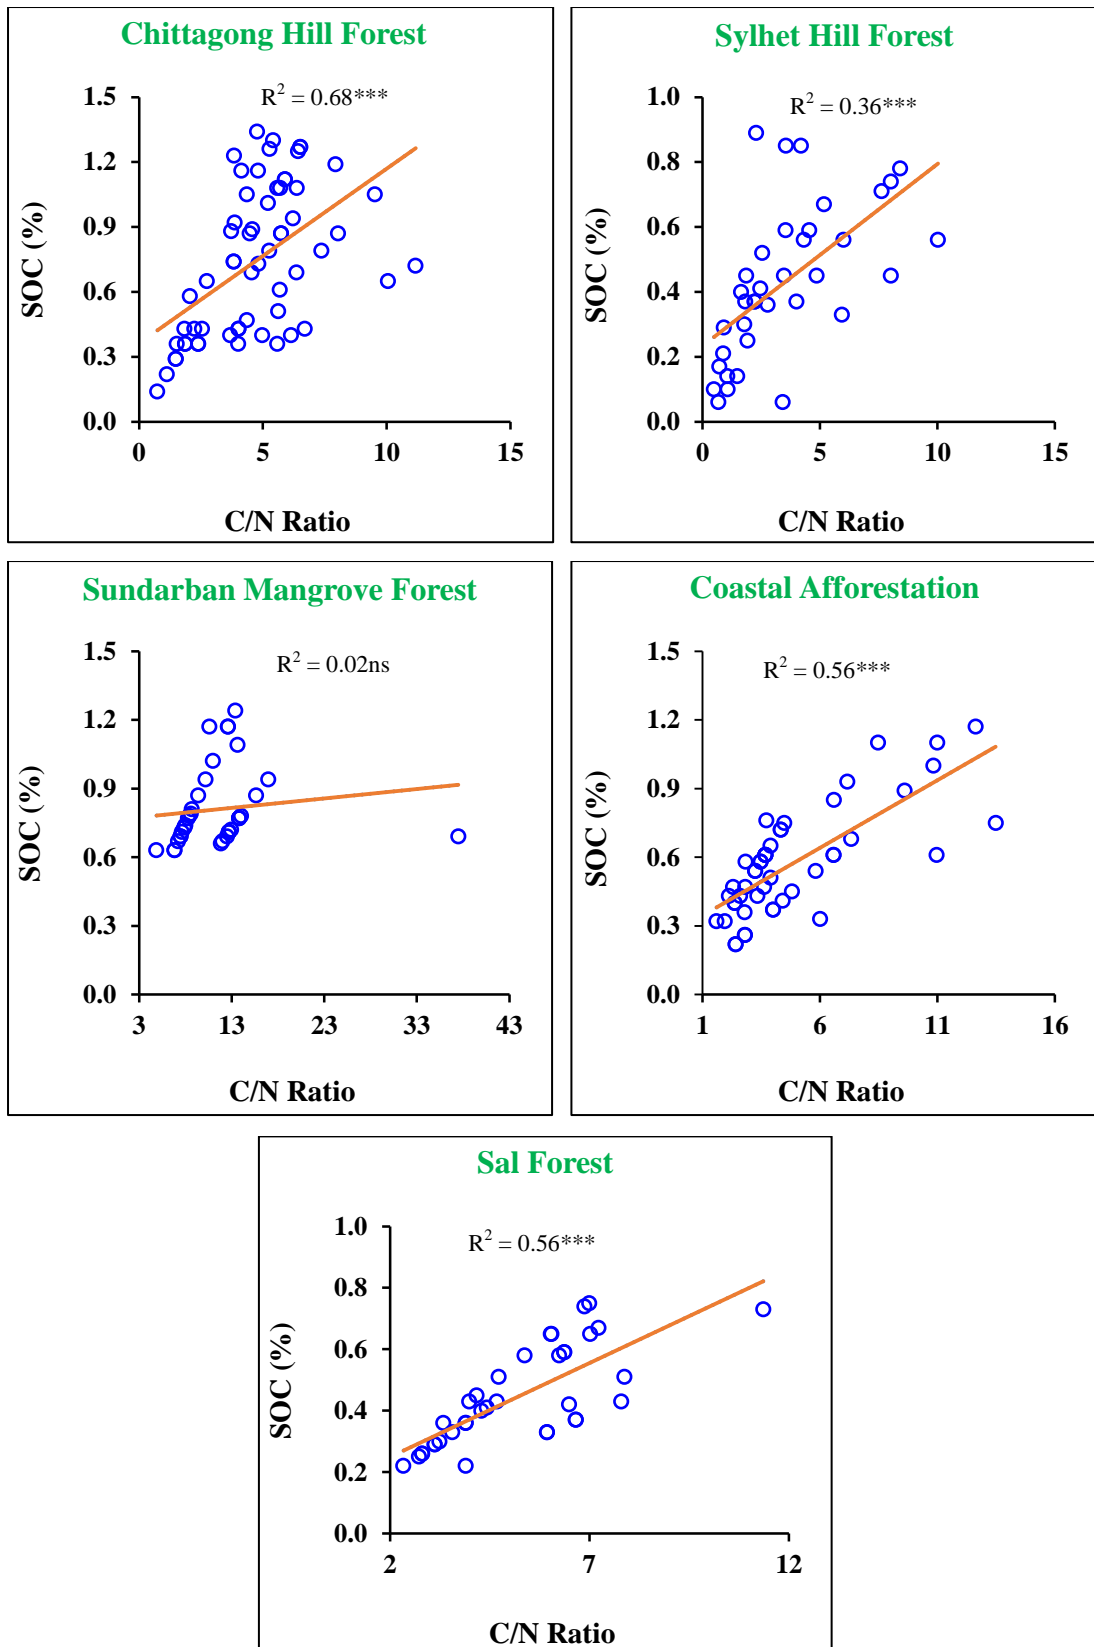 Chittagong Hill Forest
R² = 0.68***
SOC (%)
1.5
1.2
0.9
0.6
0.3
0.0
0 5 10 15
C/N Ratio
Sylhet Hill Forest
R² = 0.36***
SOC (%)
1.0
0.8
0.6
0.4
0.2
0.0
0 5 10 15
C/N Ratio
Sundarban Mangrove Forest
R² = 0.02ns
SOC (%)
1.5
1.2
0.9
0.6
0.3
0.0
3 13 23 33 43
C/N Ratio
Coastal Afforestation
R² = 0.56***
SOC (%)
1.5
1.2
0.9
0.6
0.3
0.0
1 6 11 16
C/N Ratio
Sal Forest
R² = 0.56***
SOC (%)
1.0
0.8
0.6
0.4
0.2
0.0
2 7 12
C/N Ratio